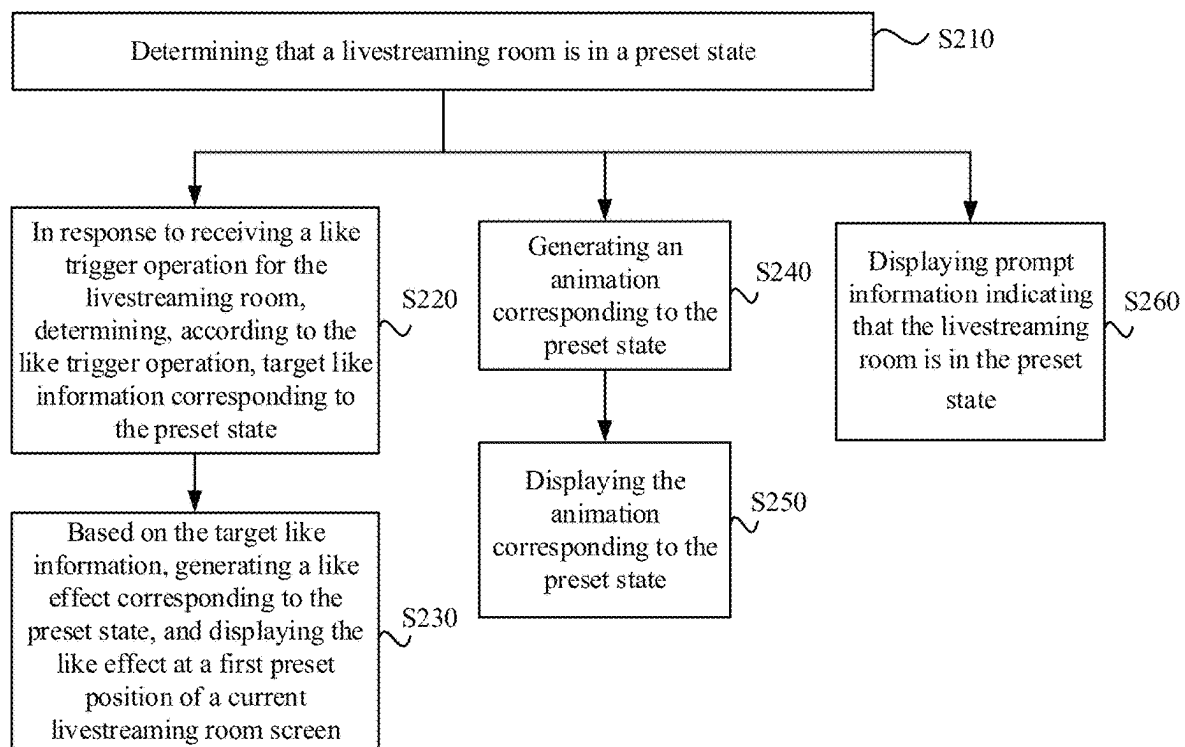 Determining that a livestreaming room is in a preset state
S210
In response to receiving a like
trigger operation for the
livestreaming room,
determining, according to the
like trigger operation, target like
information corresponding to
the preset state
S220
Based on the target like
information, generating a like
effect corresponding to the
preset state, and displaying the
like effect at a first preset
position of a current
livestreaming room screen
S230
Generating an
animation
corresponding to the
preset state
S240
Displaying the
animation
corresponding to the
preset state
S250
Displaying prompt
information indicating
that the livestreaming
room is in the preset
state
S260